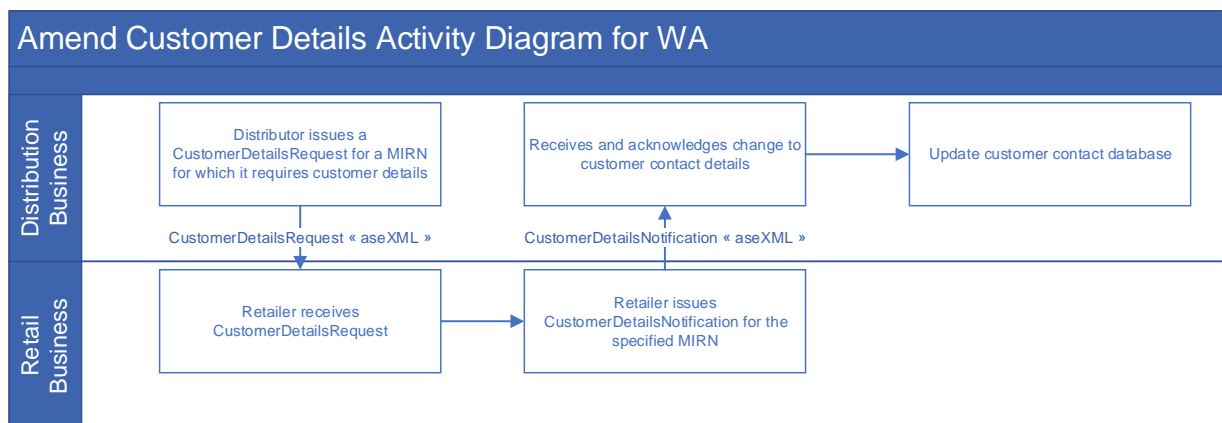 Amend Customer Details Activity Diagram for WA
Distribution
Business
Distributor issues a
CustomerDetailsRequest for a MIRN
for which it requires customer details
Receives and acknowledges change to
customer contact details
Update customer contact database
CustomerDetailsRequest « aseXML »
CustomerDetailsNotification « aseXML »
Retail
Business
Retailer receives
CustomerDetailsRequest
Retailer issues
CustomerDetailsNotification for the
specified MIRN